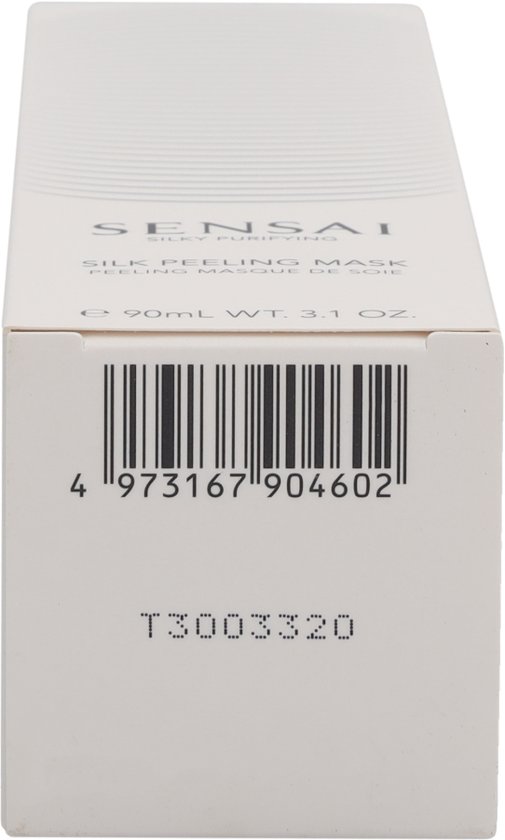 SENSAI
SILKY PURIFYING
SILK PEELING MASK
PEELING MASQUE DE SOIE
℮ 90mL WT. 3.1 OZ.
4 973167 904602
T3003320